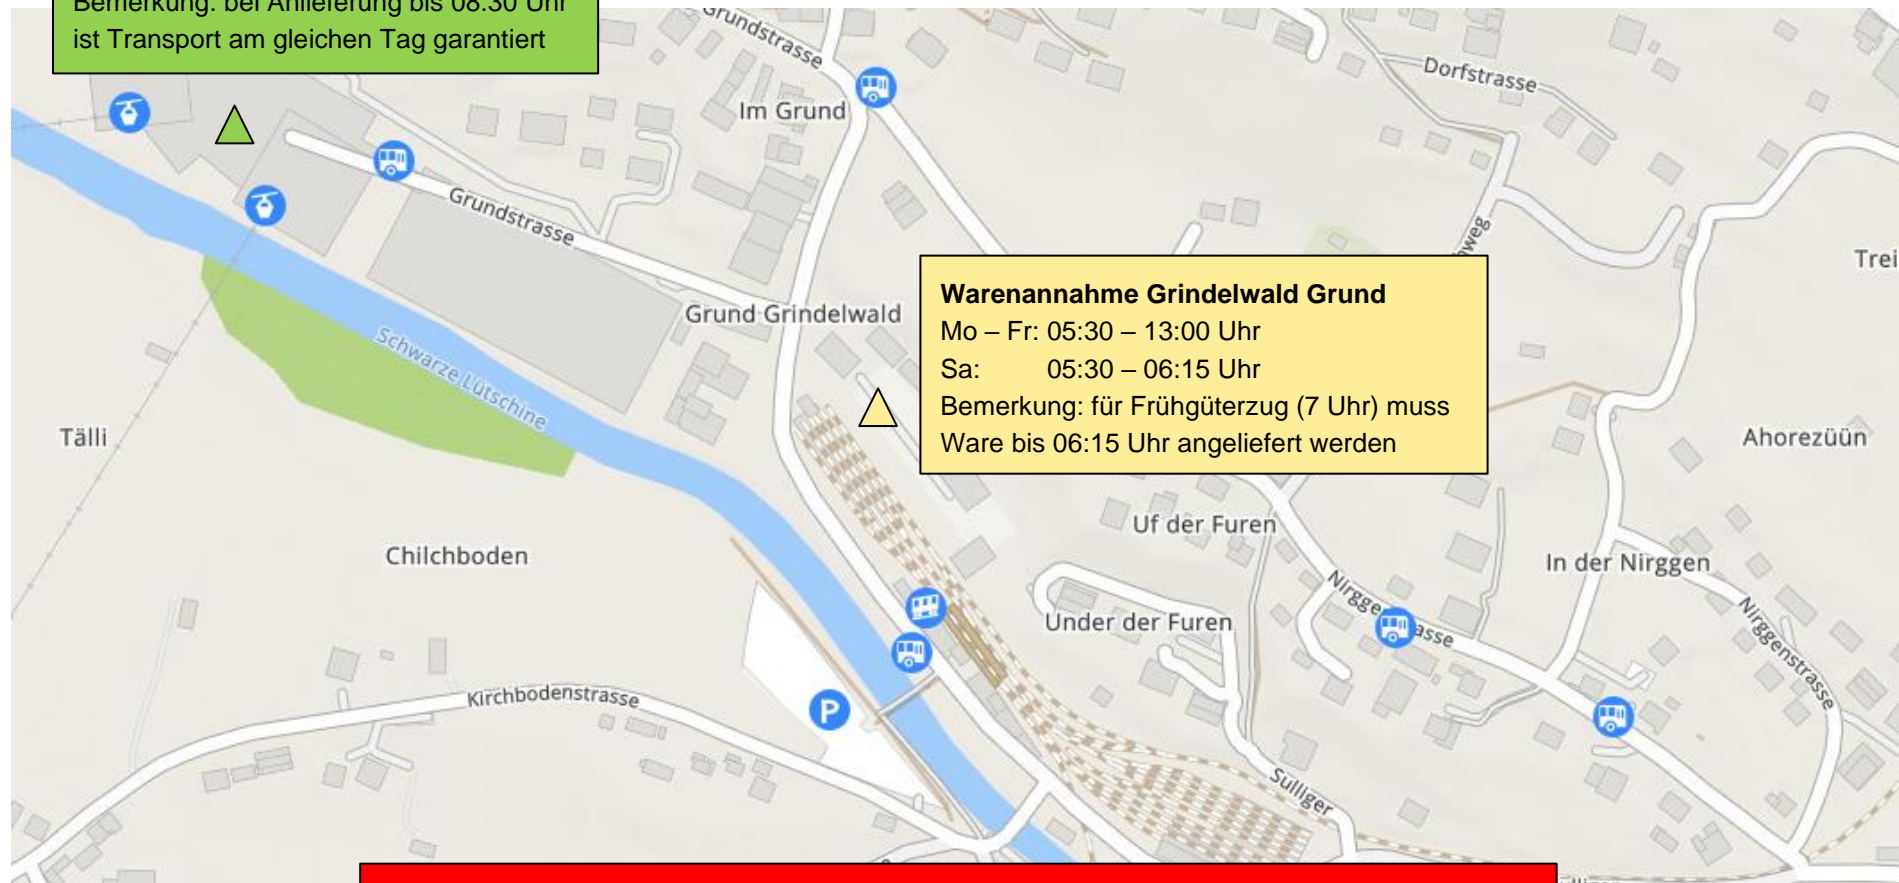 Bemerkung: bei Anlieferung bis 08:30 Uhr
ist Transport am gleichen Tag garantiert
Grundstrasse
Dorfstrasse
Im Grund
Grundstrasse
Trei
Warenannahme Grindelwald Grund
Mo – Fr: 05:30 – 13:00 Uhr
Sa: 05:30 – 06:15 Uhr
Bemerkung: für Frühgüterzug (7 Uhr) muss
Ware bis 06:15 Uhr angeliefert werden
Grund Grindelwald
Schwarze Lütschine
Tälli
Ahorezüün
Uf der Furen
Chilchboden
In der Nirggen
Under der Furen
Nirggenstrasse
Kirchbodenstrasse
P
Sulliger